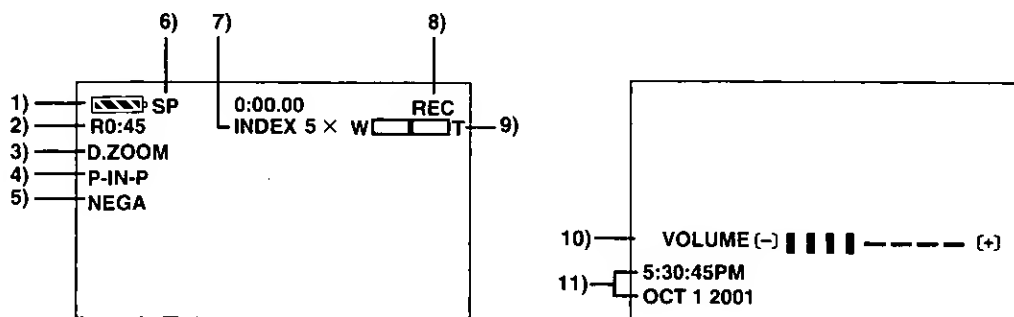 6) 7) 8)
1) SP 0:00.00 REC
2) R0:45 INDEX 5 × W T 9)
3) D.ZOOM
4) P-IN-P
5) NEGA
10) VOLUME [–] [+]
11) 5:30:45PM
OCT 1 2001